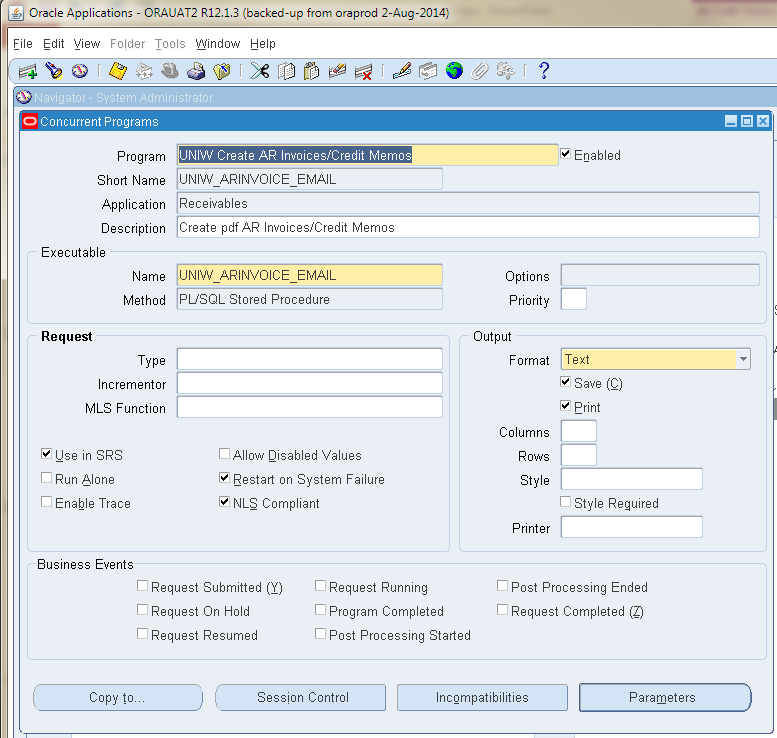 Oracle Applications - ORAUAT2 R12.1.3 (backed-up from oraprod 2-Aug-2014)
File Edit View Folder Tools Window Help
Navigator - System Administrator
Concurrent Programs
Program UNIW Create AR Invoices/Credit Memos Enabled
Short Name UNIW_ARINVOICE_EMAIL
Application Receivables
Description Create pdf AR Invoices/Credit Memos
Executable
Name UNIW_ARINVOICE_EMAIL Options
Method PL/SQL Stored Procedure Priority
Request Output
Type Format Text
Incrementor Save (C)
MLS Function Print
Columns
Use in SRS Allow Disabled Values Rows
Run Alone Restart on System Failure Style
Enable Trace NLS Compliant Style Required
Printer
Business Events
Request Submitted (Y) Request Running Post Processing Ended
Request On Hold Program Completed Request Completed (Z)
Request Resumed Post Processing Started
Copy to... Session Control Incompatibilities Parameters